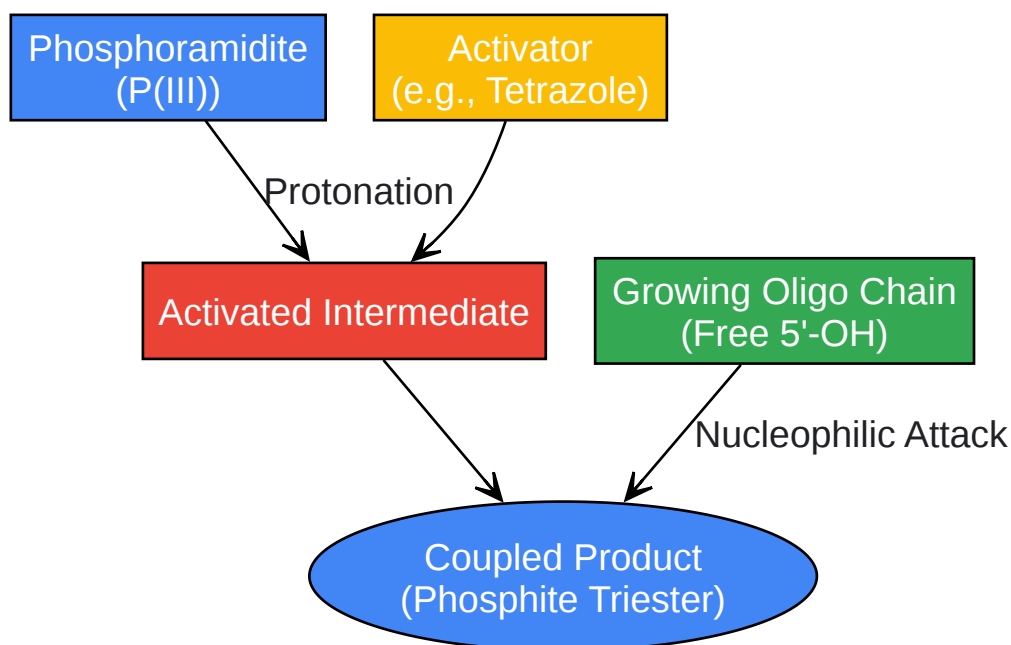 Phosphoramidite
(P(III))
Activator
(e.g., Tetrazole)
Protonation
Activated Intermediate
Growing Oligo Chain
(Free 5'-OH)
Nucleophilic Attack
Coupled Product
(Phosphite Triester)